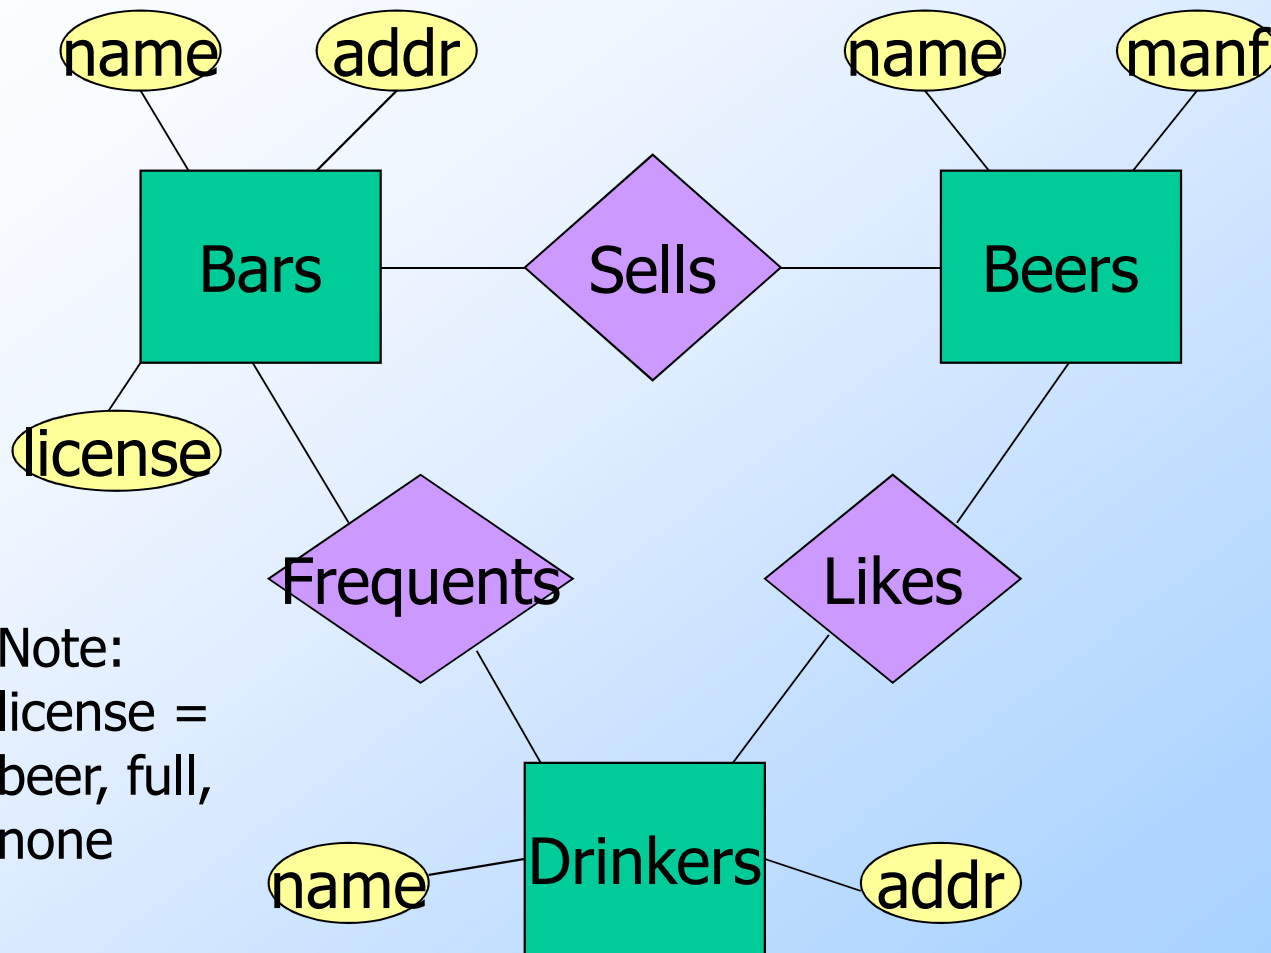 name
addr
name
manf
Bars
Sells
Beers
license
Frequents
Likes
Note:
license =
beer, full,
none
Drinkers
name
addr